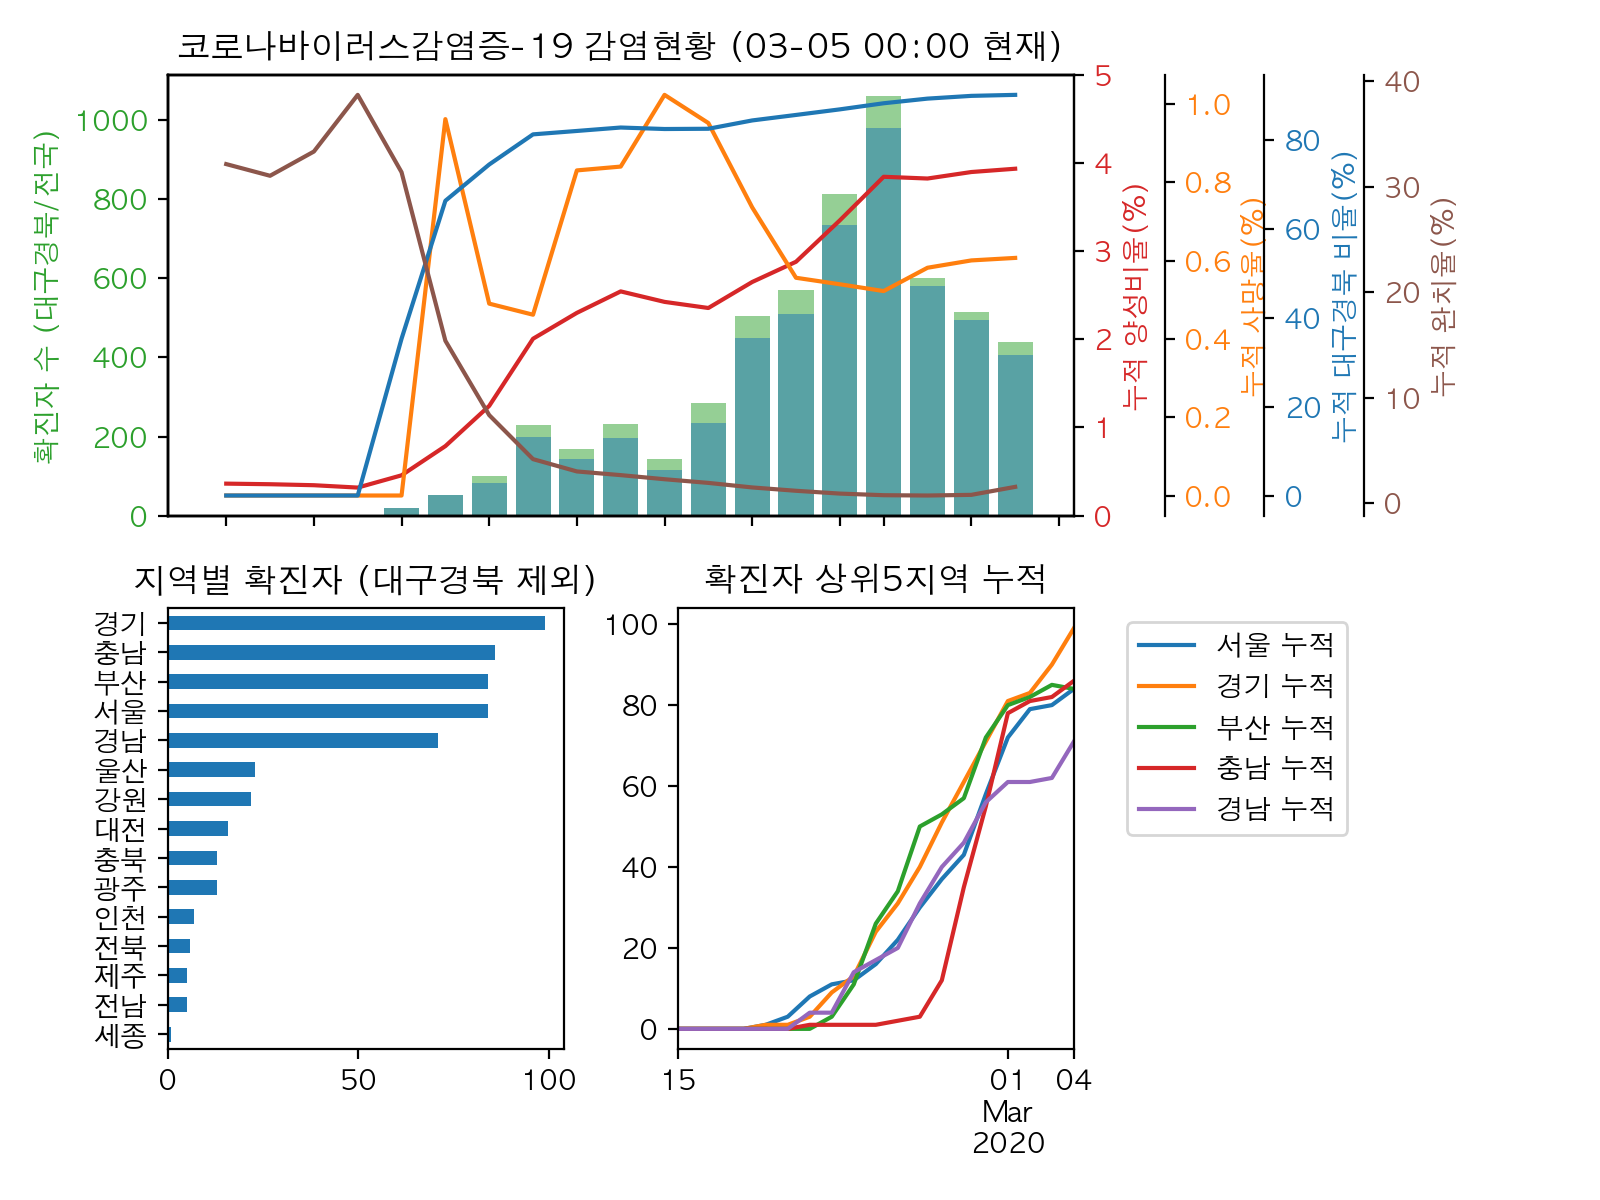 코로나바이러스감염증-19 감염현황 (03-05 00:00 현재)
확진자 수 (대구경북/전국)
1000
800
600
400
200
0
5
4
3
2
1
0
누적 양성비율(%)
1.0
0.8
0.6
0.4
0.2
0.0
누적 사망율(%)
80
60
40
20
0
누적 대구경북 비율(%)
40
30
20
10
0
누적 완치율(%)
지역별 확진자 (대구경북 제외)
경기
충남
부산
서울
경남
울산
강원
대전
충북
광주
인천
전북
제주
전남
세종
0 50 100
확진자 상위5지역 누적
100
80
60
40
20
0
15 01 04
Mar
2020
서울 누적
경기 누적
부산 누적
충남 누적
경남 누적